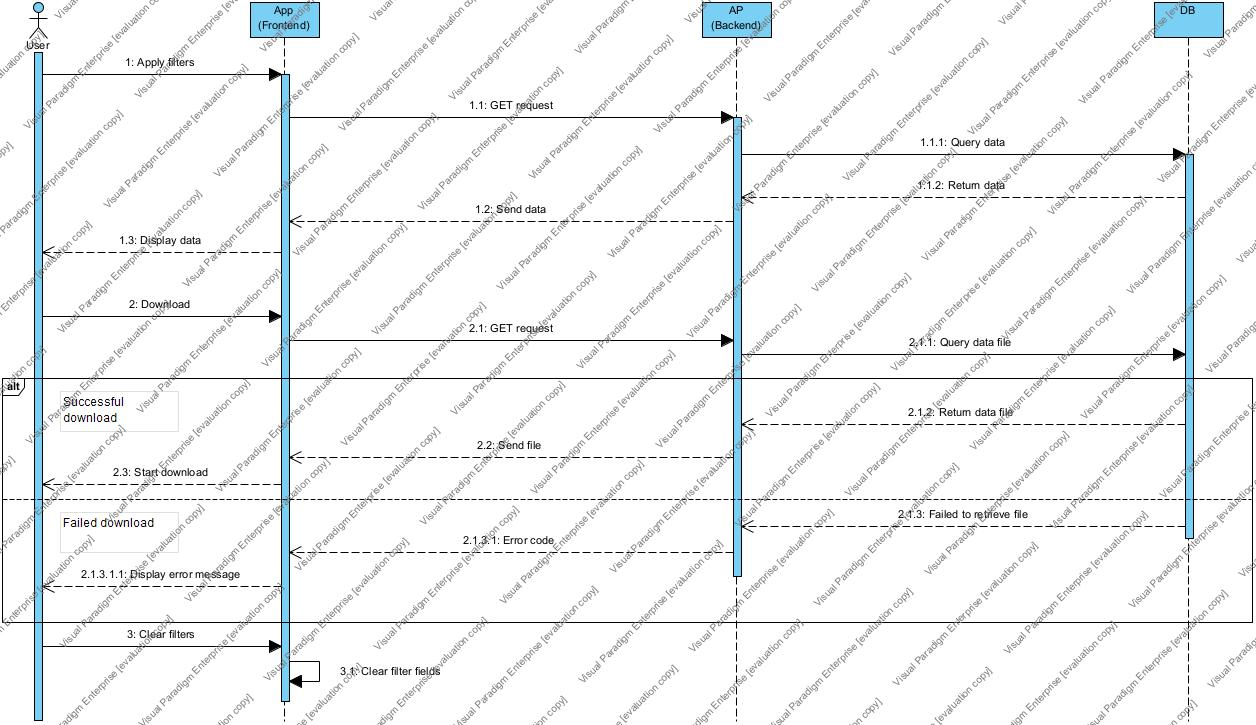 App
(Frontend)
AP
(Backend)
DB
User
1: Apply filters
1.1: GET request
1.1.1: Query data
1.1.2: Return data
1.2: Send data
1.3: Display data
2: Download
2.1: GET request
2.1.1: Query data file
alt
Successful
download
2.1.2: Return data file
2.2: Send file
2.3: Start download
Failed download
2.1.3: Failed to retrieve file
2.1.3.1: Error code
2.1.3.1.1: Display error message
3: Clear filters
3.1: Clear filter fields
Visual Paradigm Enterprise [evaluation copy]